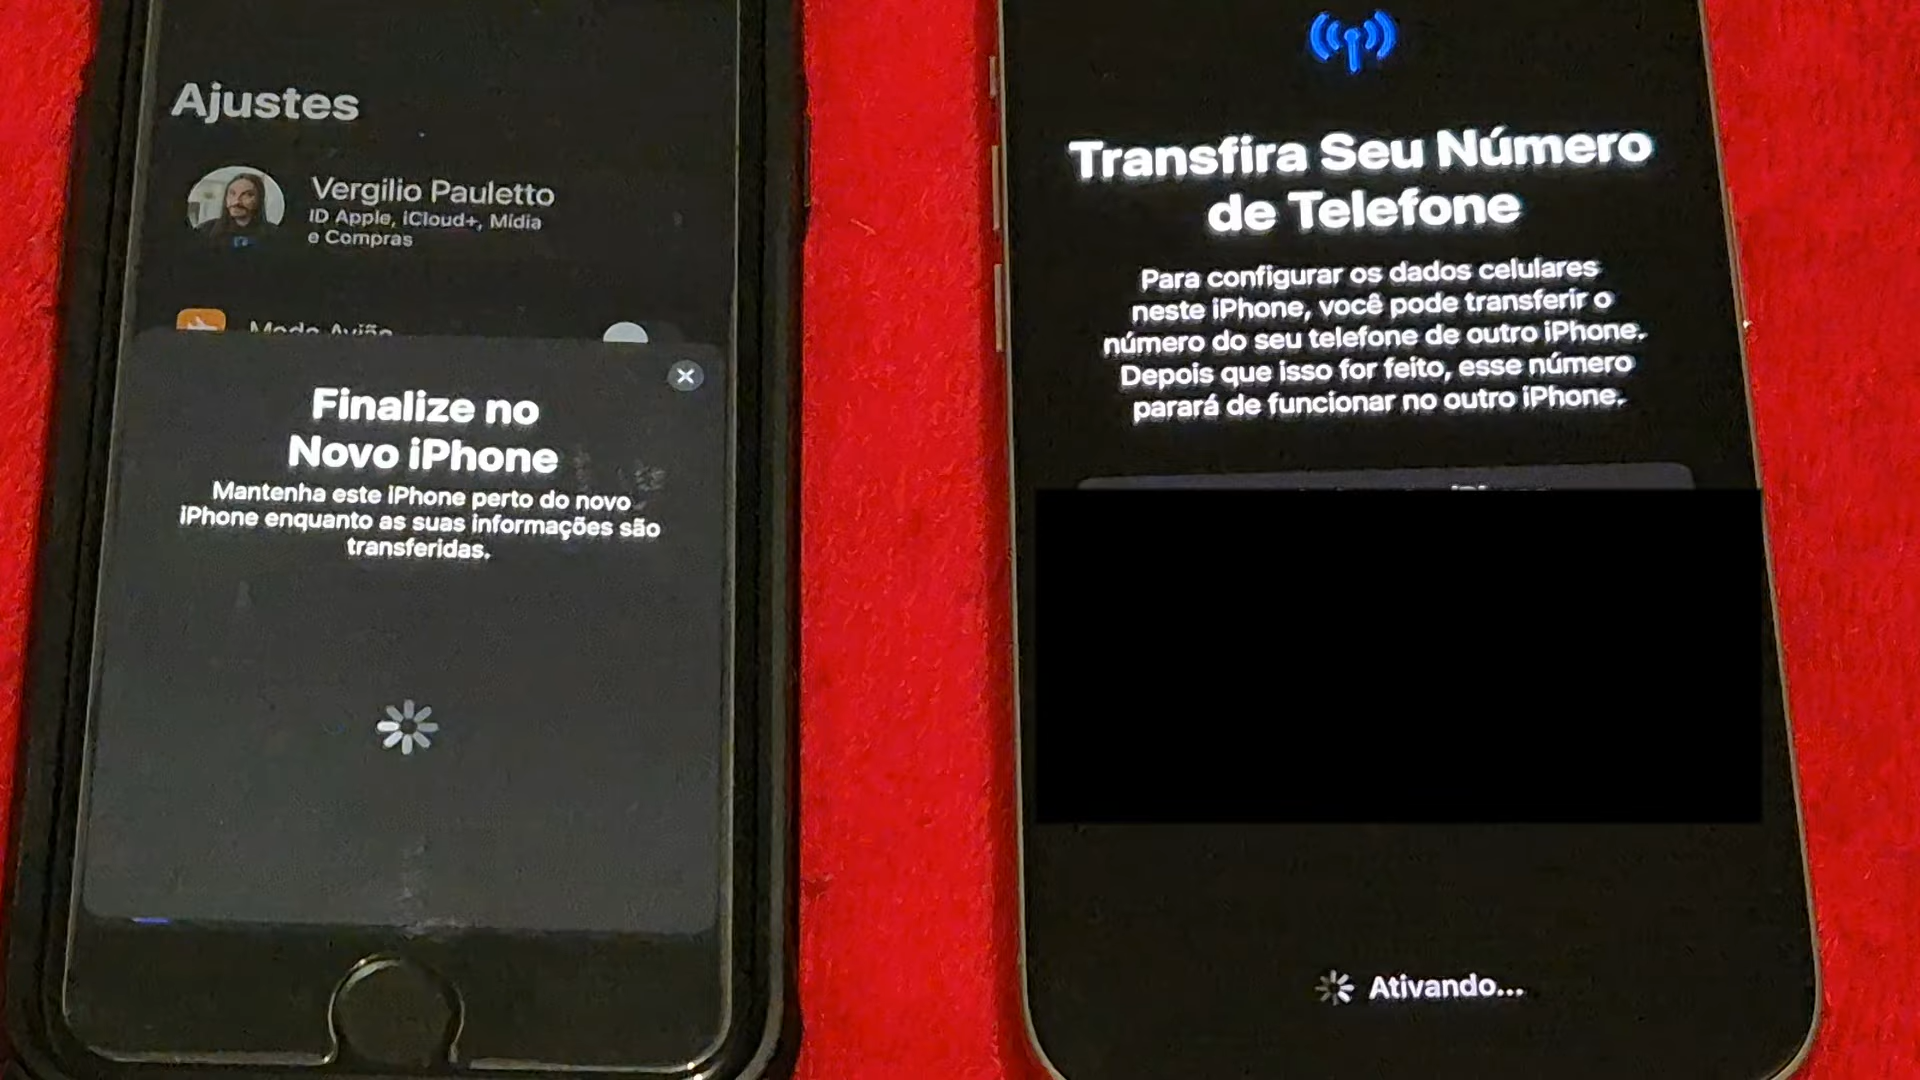 Ajustes
Vergilio Pauletto
ID Apple, iCloud+, Mídia
e Compras
Modo Avião
Finalize no
Novo iPhone
Mantenha este iPhone perto do novo
iPhone enquanto as suas informações são
transferidas.
Transfira Seu Número
de Telefone
Para configurar os dados celulares
neste iPhone, você pode transferir o
número do seu telefone de outro iPhone.
Depois que isso for feito, esse número
parará de funcionar no outro iPhone.
Ativando...